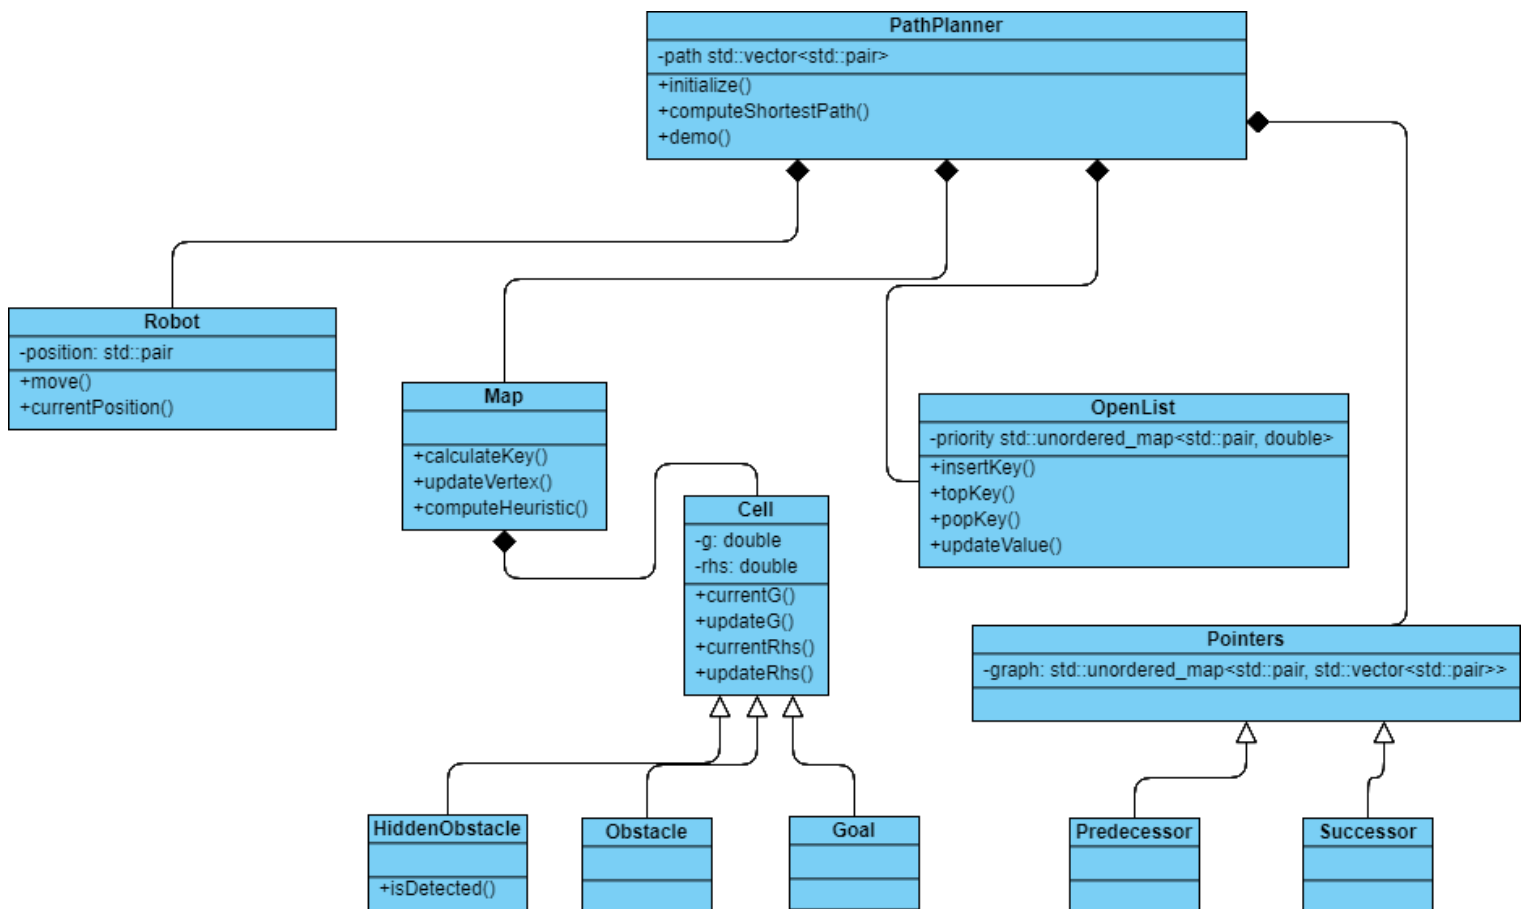 PathPlanner
-path std::vector<std::pair>
+initialize()
+computeShortestPath()
+demo()
Robot
-position: std::pair
+move()
+currentPosition()
Map
+calculateKey()
+updateVertex()
+computeHeuristic()
OpenList
-priority std::unordered_map<std::pair, double>
+insertKey()
+topKey()
+popKey()
+updateValue()
Cell
-g: double
-rhs: double
+currentG()
+updateG()
+currentRhs()
+updateRhs()
Pointers
-graph: std::unordered_map<std::pair, std::vector<std::pair>>
HiddenObstacle
+isDetected()
Obstacle
Goal
Predecessor
Successor